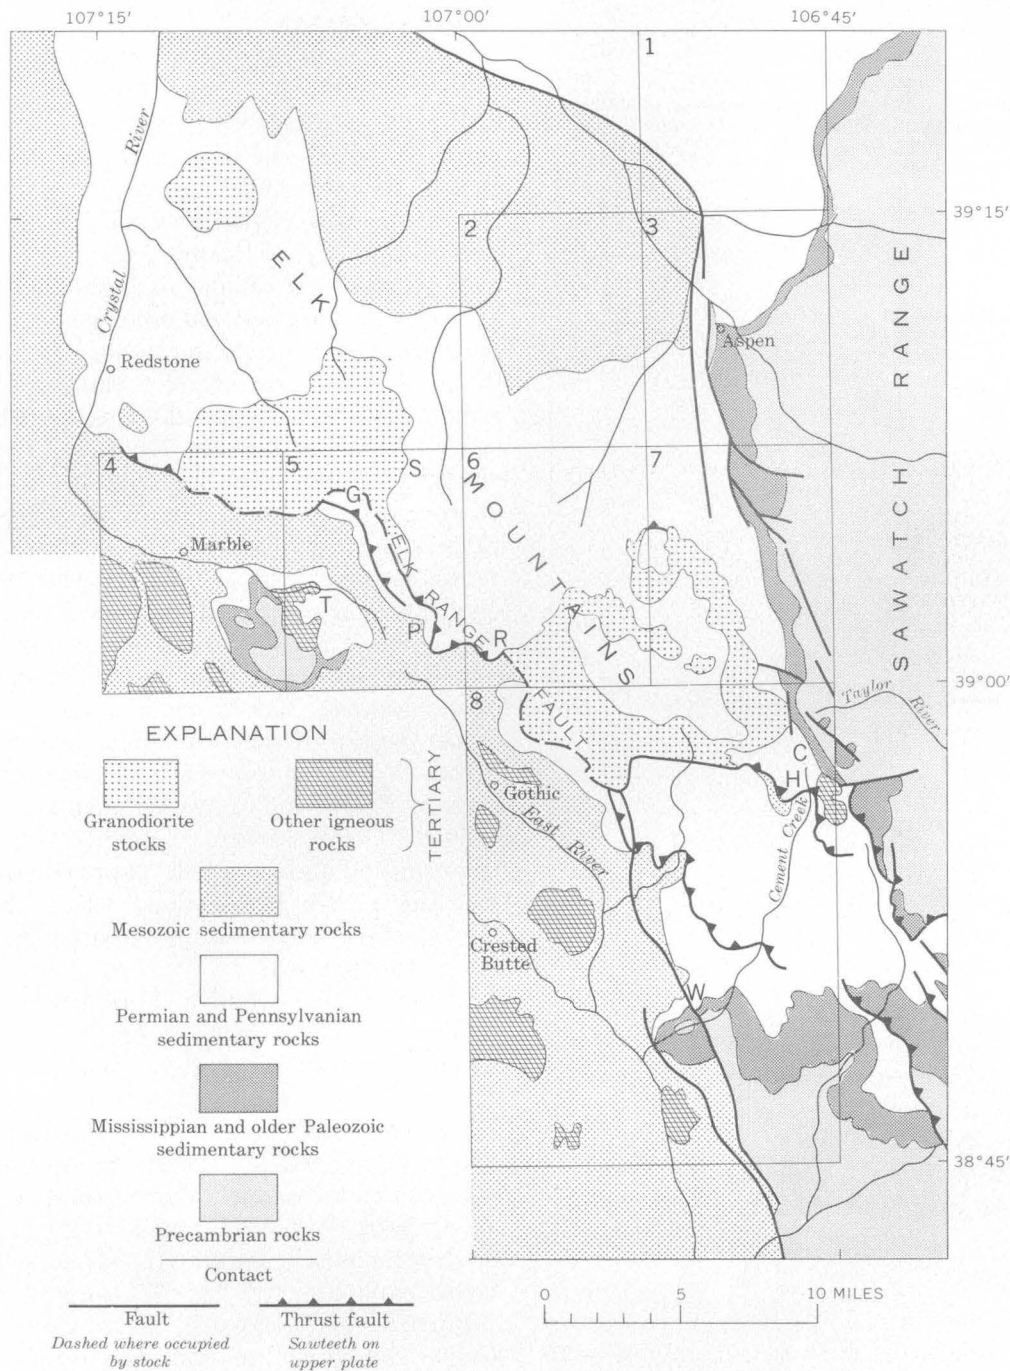 107°15′
107°00′
106°45′
1
River
Crystal
39°15′
2
3
ELK
RANGE
Aspen
Redstone
4
5
S
6
7
MOUNTAINS
SAWATCH
G
Marble
ELK
RANGE
T
P
R
39°00′
8
FAULT
Taylor
River
EXPLANATION
C
H
Gothic
East River
Cement Creek
Granodiorite
stocks
Other igneous
rocks
TERTIARY
Mesozoic sedimentary rocks
Crested
Butte
W
Permian and Pennsylvanian
sedimentary rocks
Mississippian and older Paleozoic
sedimentary rocks
38°45′
Precambrian rocks
Contact
Fault
Dashed where occupied
by stock
Thrust fault
Sawteeth on
upper plate
0
5
10 MILES